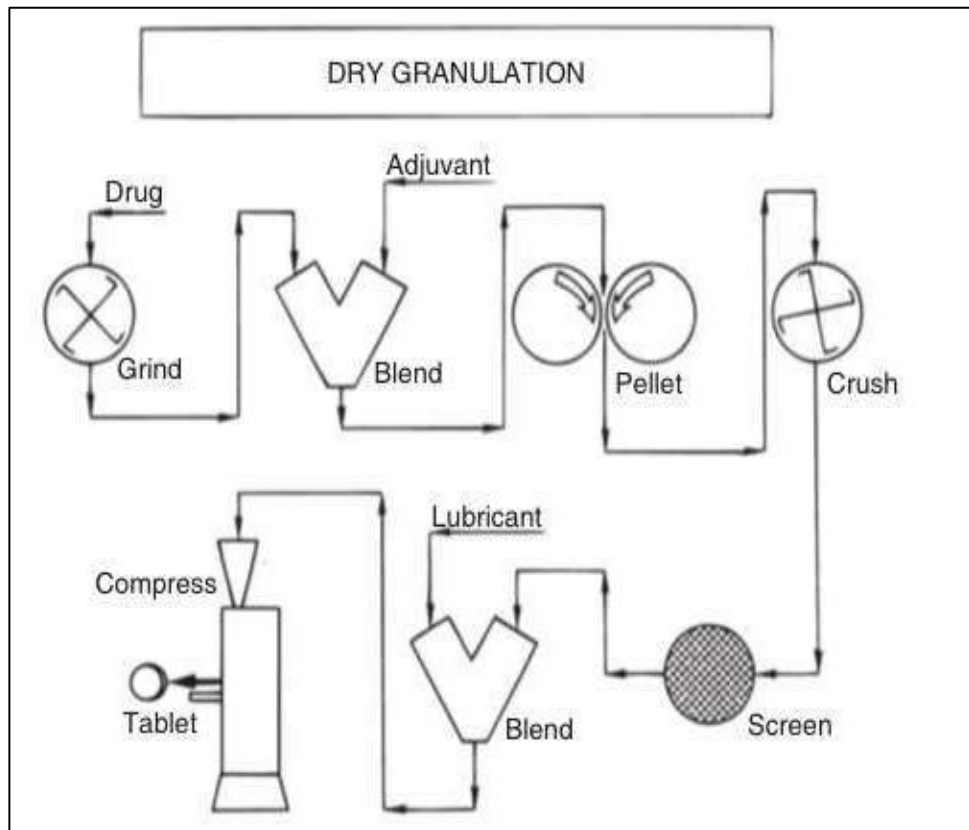 DRY GRANULATION
Adjuvant
Drug
Grind
Blend
Pellet
Crush
Lubricant
Compress
Tablet
Blend
Screen